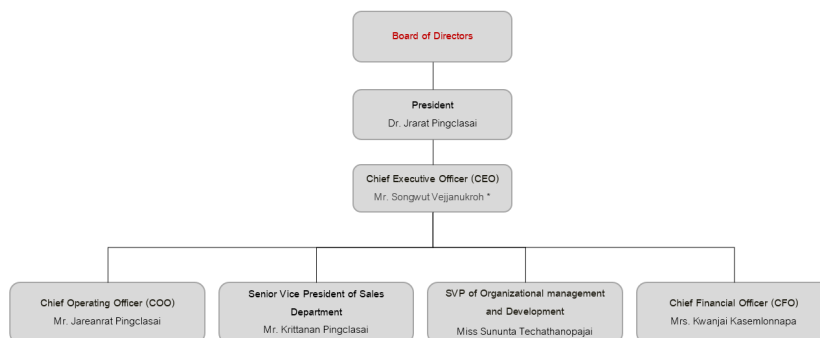 Board of Directors
President
Dr. Jrarat Pingclasai
Chief Executive Officer (CEO)
Mr. Songwut Vejjanukroh *
Chief Operating Officer (COO)
Mr. Jareanrat Pingclasai
Senior Vice President of Sales
Department
Mr. Krittanan Pingclasai
SVP of Organizational management
and Development
Miss Sununta Techathanopajai
Chief Financial Officer (CFO)
Mrs. Kwanjai Kasemlonnapa